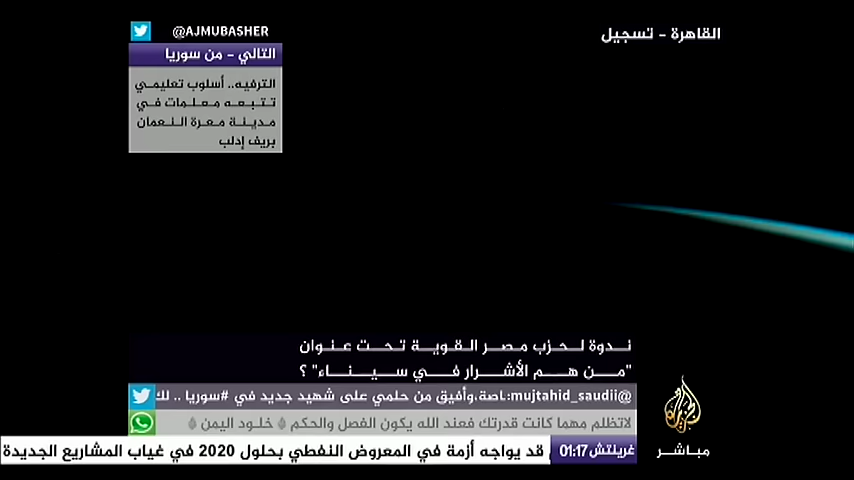 القاهرة - تسجيل
@AJMUBASHER
التالي - من سوريا
الترفيه.. أسلوب تعليمي
تتبعه معلمات في
مدينة معرة النعمان
بريف إدلب
ندوة لحزب مصر القوية تحت عنوان
"من هم الأشرار في سيناء" ؟
@mujtahid_saudii: اصة,وأفيق من حلمي على شهيد جديد في #سوريا .. لك
لاتظلم مهما كانت قدرتك فعند الله يكون الفصل والحكم خلود اليمن
غرينتش 01:17 قد يواجه أزمة في المعروض النفطي بحلول 2020 في غياب المشاريع الجديدة
الجزيرة
مباشر